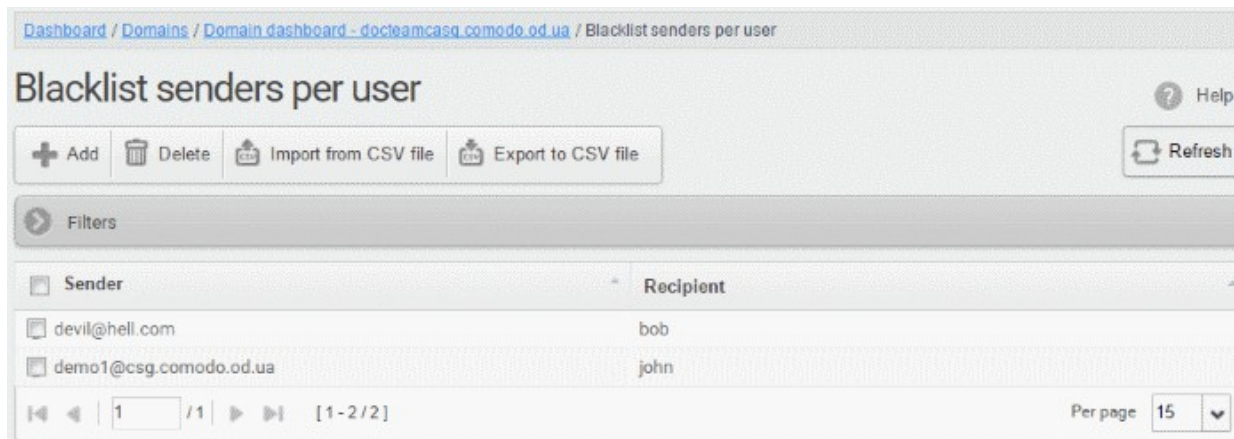 Dashboard / Domains / Domain dashboard - docteamcasg.comodo.od.ua / Blacklist senders per user
Blacklist senders per user
Help
Add Delete Import from CSV file Export to CSV file
Refresh
Filters
Sender Recipient
devil@hell.com bob
demo1@csg.comodo.od.ua john
1 / 1 [1 - 2 / 2] Per page 15